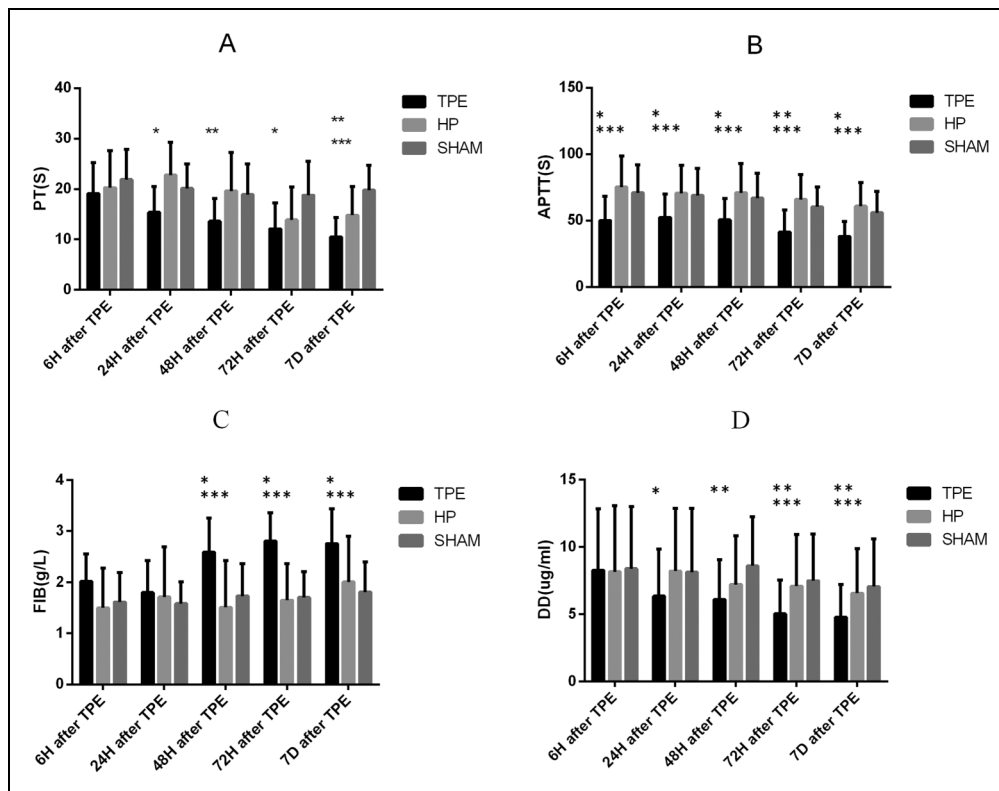 A
PT(S)
40
30
20
10
0
*
**
*
**
***
TPE
HP
SHAM
6H after TPE
24H after TPE
48H after TPE
72H after TPE
7D after TPE
B
APTT(S)
150
100
50
0
*
***
*
***
*
***
**
***
*
***
TPE
HP
SHAM
6H after TPE
24H after TPE
48H after TPE
72H after TPE
7D after TPE
C
FIB(g/L)
4
3
2
1
0
*
***
*
***
*
***
TPE
HP
SHAM
6H after TPE
24H after TPE
48H after TPE
72H after TPE
7D after TPE
D
DD(ug/ml)
15
10
5
0
*
**
**
***
**
***
TPE
HP
SHAM
6H after TPE
24H after TPE
48H after TPE
72H after TPE
7D after TPE